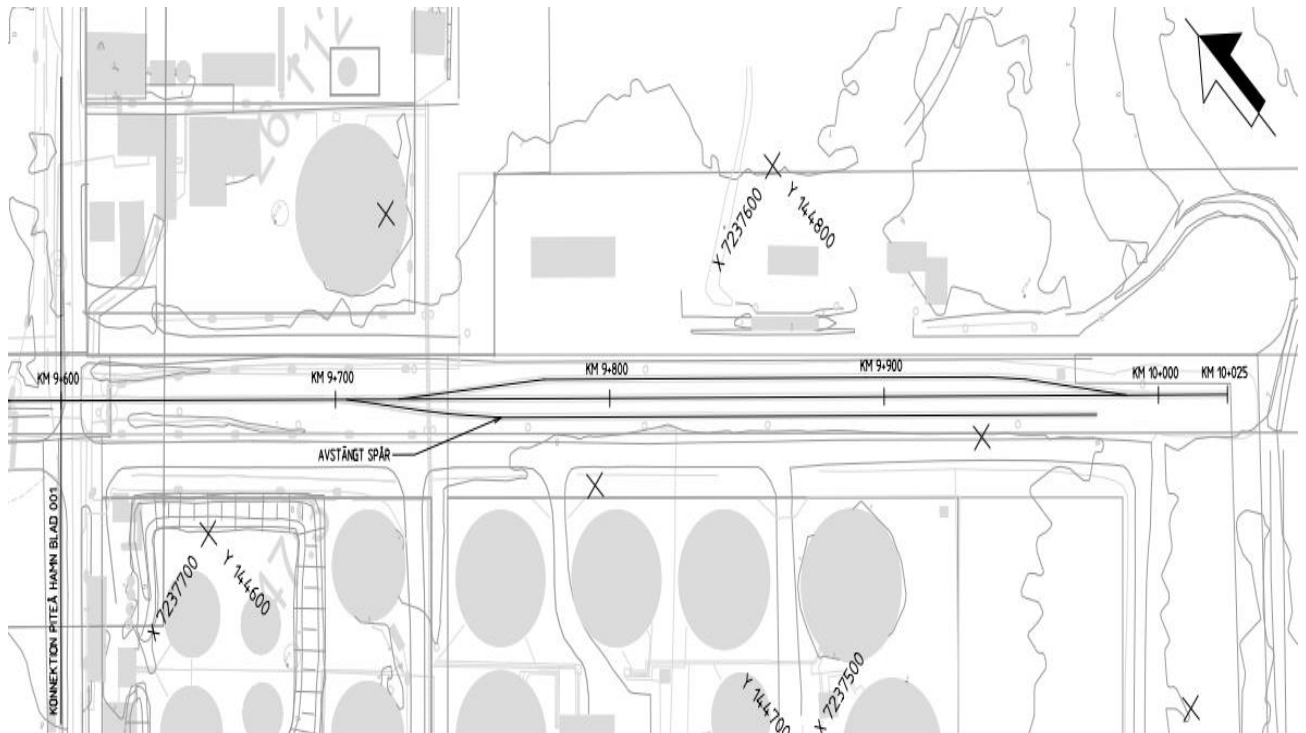 X 7237600
Y 144800
KM 9+600
KM 9+700
KM 9+800
KM 9+900
KM 10+000
KM 10+025
AVSTÄNGT SPÅR
KONNEKTION PITEÅ HAMN BLAD 001
X 7237700
Y 144600
Y 144700
X 7237500